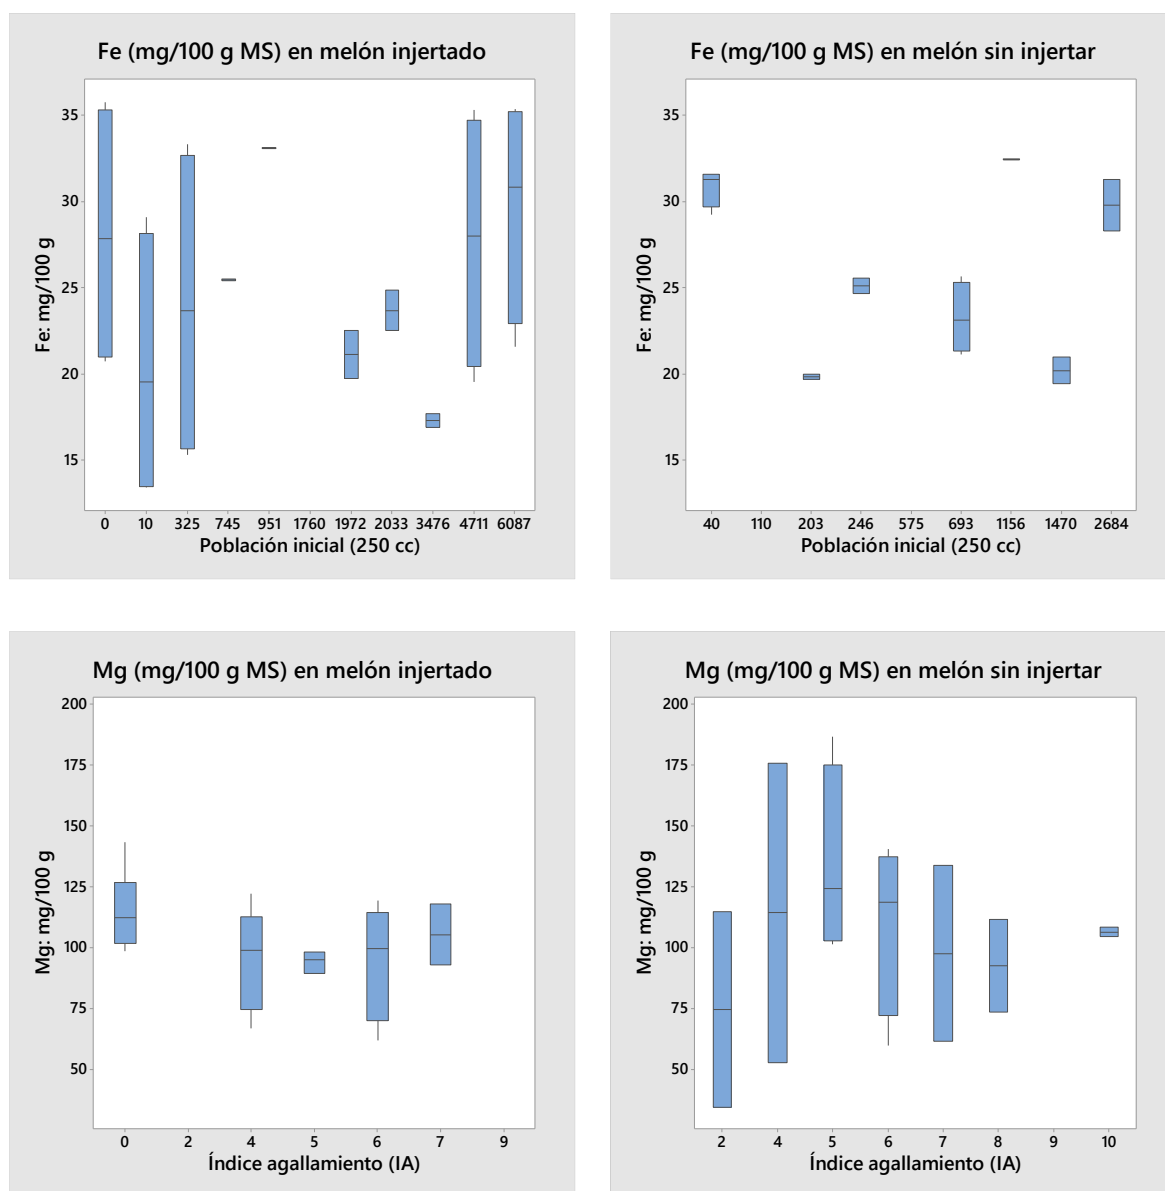 Fe (mg/100 g MS) en melón injertado
35
30
25
20
15
Fe: mg/100 g
0 10 325 745 951 1760 1972 2033 3476 4711 6087
Población inicial (250 cc)
Fe (mg/100 g MS) en melón sin injertar
35
30
25
20
15
Fe: mg/100 g
40 110 203 246 575 693 1156 1470 2684
Población inicial (250 cc)
Mg (mg/100 g MS) en melón injertado
200
175
150
125
100
75
50
Mg: mg/100 g
0 2 4 5 6 7 9
Índice agallamiento (IA)
Mg (mg/100 g MS) en melón sin injertar
200
175
150
125
100
75
50
Mg: mg/100 g
2 4 5 6 7 8 9 10
Índice agallamiento (IA)